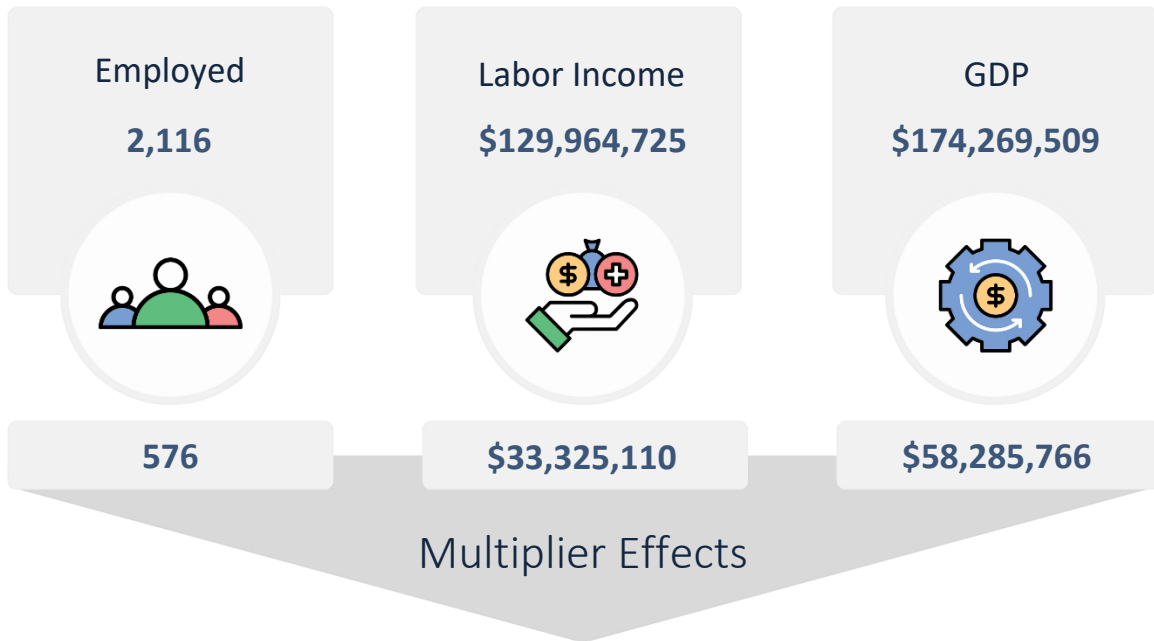 Employed
2,116
Labor Income
$129,964,725
GDP
$174,269,509
$
$
576
$33,325,110
$58,285,766
Multiplier Effects